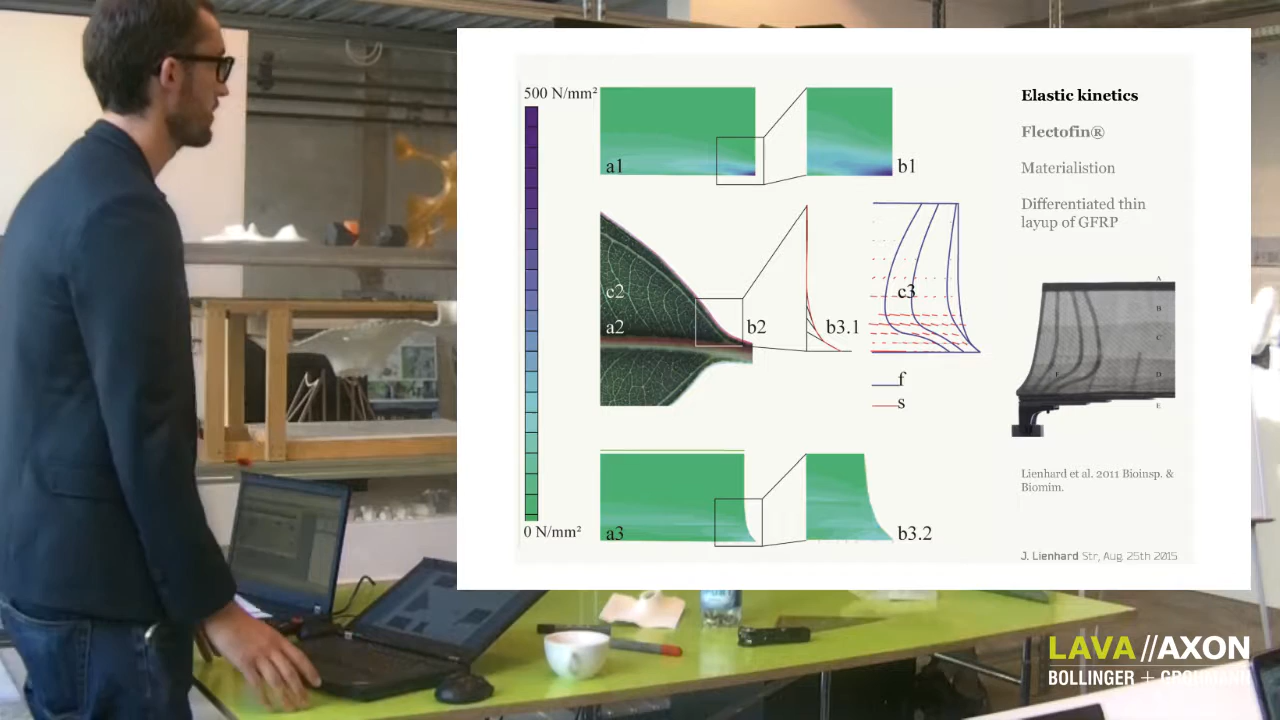 500 N/mm²
0 N/mm²
a1
b1
c2
a2
b2
b3.1
c3
f
s
a3
b3.2
Elastic kinetics
Flectofin®
Materialistion
Differentiated thin
layup of GFRP
A
B
C
D
E
F
Lienhard et al. 2011 Bioinsp. &
Biomim.
J. Lienhard Str, Aug. 25th 2015
LAVA //AXON
BOLLINGER + GROHMANN